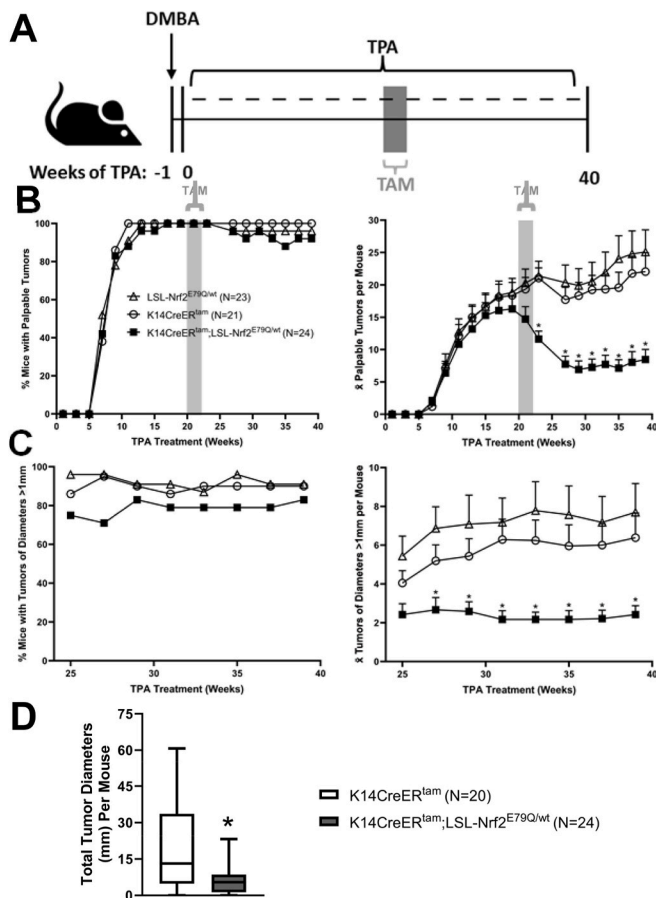 A
DMBA
TPA
Weeks of TPA: -1 0
TAM
40
B
TAM
TAM
% Mice with Palpable Tumors
100
80
60
40
20
0
LSL-Nrf2E79Q/wt (N=23)
K14CreERtam (N=21)
K14CreERtam;LSL-Nrf2E79Q/wt (N=24)
0 5 10 15 20 25 30 35 40
TPA Treatment (Weeks)
x̄ Palpable Tumors per Mouse
30
25
20
15
10
5
0
* * * * * * * *
0 5 10 15 20 25 30 35 40
TPA Treatment (Weeks)
C
% Mice with Tumors of Diameters >1mm
100
80
60
40
20
0
25 30 35 40
TPA Treatment (Weeks)
x̄ Tumors of Diameters >1mm per Mouse
10
8
6
4
2
0
* * * * * * *
25 30 35 40
TPA Treatment (Weeks)
D
Total Tumor Diameters
(mm) Per Mouse
75
60
45
30
15
0
*
K14CreERtam (N=20)
K14CreERtam;LSL-Nrf2E79Q/wt (N=24)